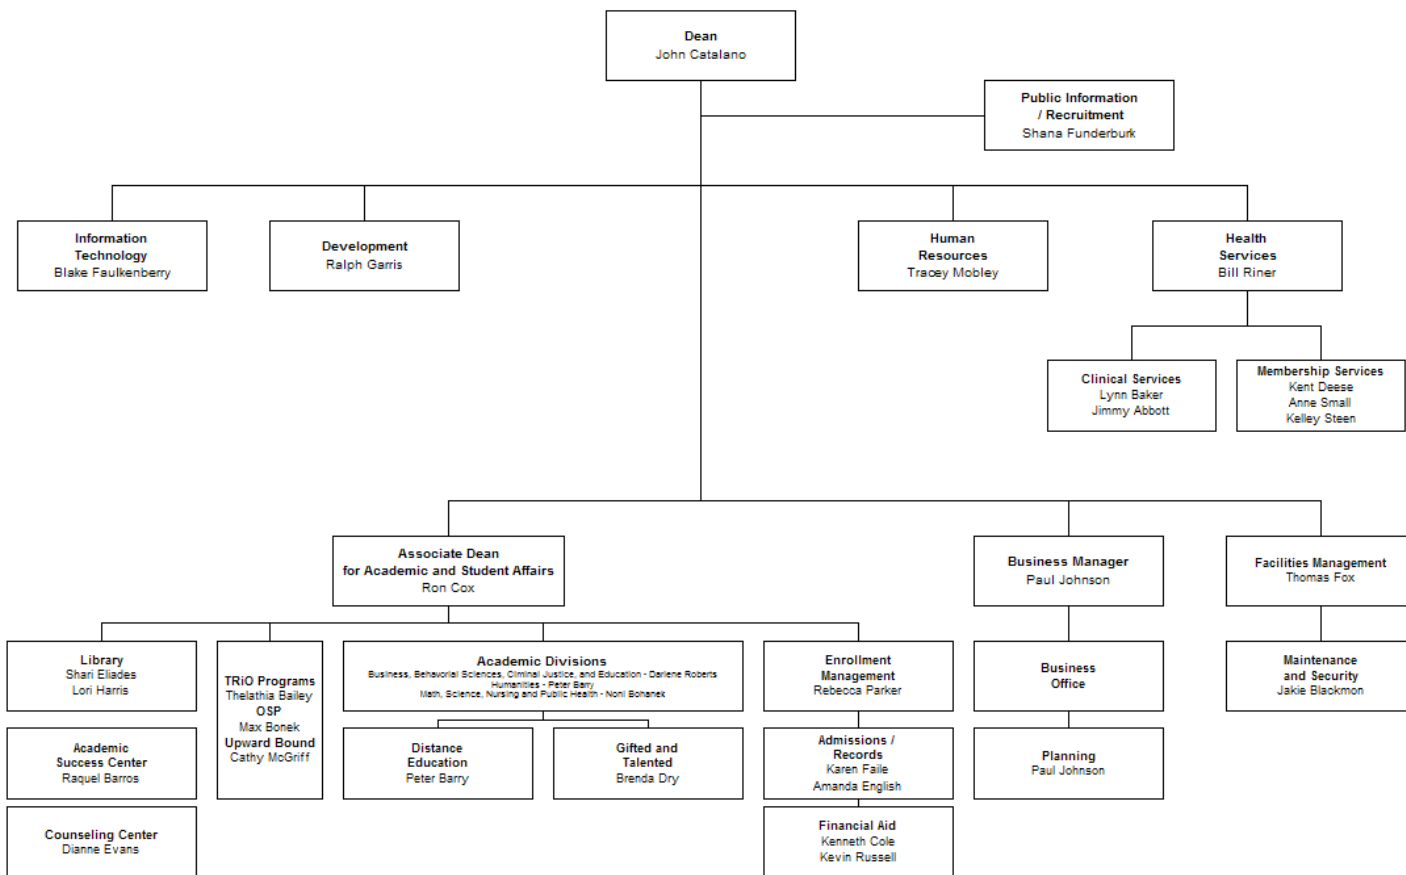 Dean
John Catalano
Public Information
/ Recruitment
Shana Funderburk
Information
Technology
Blake Faulkenberry
Development
Ralph Garris
Human
Resources
Tracey Mobley
Health
Services
Bill Riner
Clinical Services
Lynn Baker
Jimmy Abbott
Membership Services
Kent Deese
Anne Small
Kelley Steen
Associate Dean
for Academic and Student Affairs
Ron Cox
Business Manager
Paul Johnson
Facilities Management
Thomas Fox
Library
Shari Eliades
Lori Harris
TRiO Programs
Thelathia Bailey
OSP
Max Bonek
Upward Bound
Cathy McGriff
Academic Divisions
Business, Behavorial Sciences, Ciminal Justice, and Education - Darlene Roberts
Humanities - Peter Barry
Math, Science, Nursing and Public Health - Noni Bohanek
Enrollment
Management
Rebecca Parker
Business
Office
Maintenance
and Security
Jakie Blackmon
Academic
Success Center
Raquel Barros
Distance
Education
Peter Barry
Gifted and
Talented
Brenda Dry
Admissions /
Records
Karen Faile
Amanda English
Planning
Paul Johnson
Counseling Center
Dianne Evans
Financial Aid
Kenneth Cole
Kevin Russell